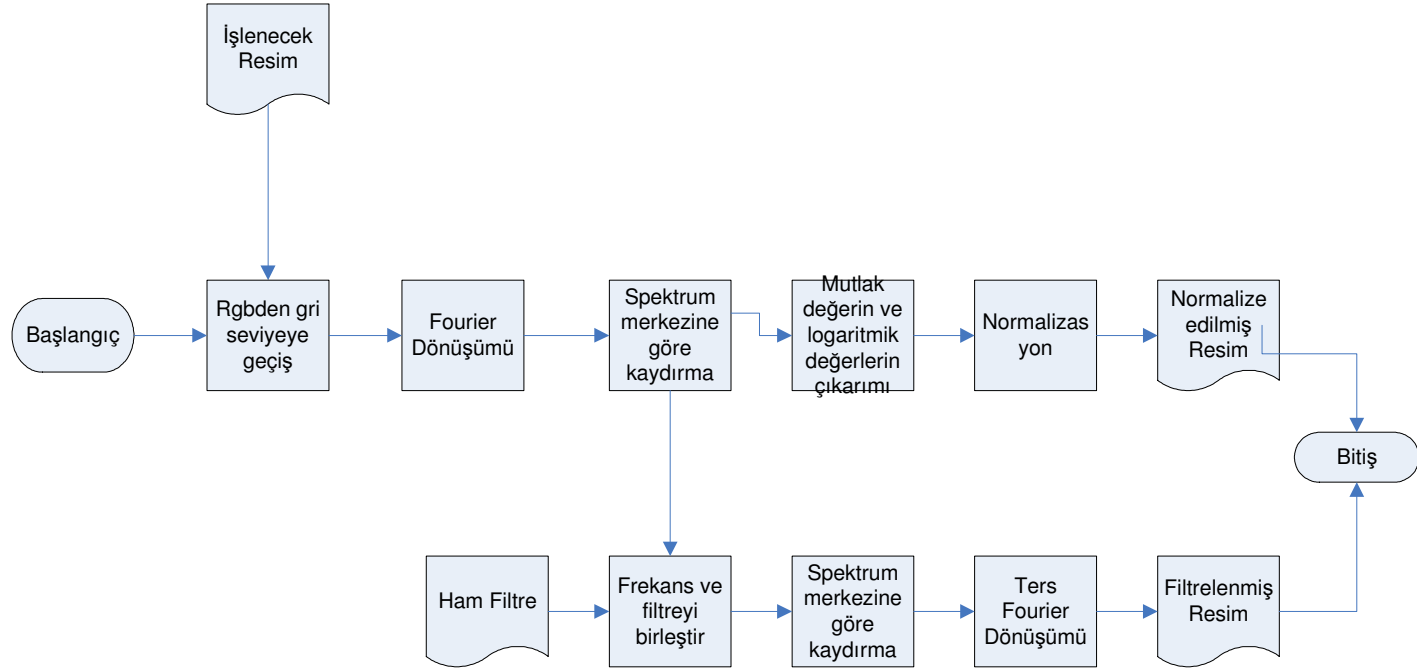 İşlenecek
Resim
Başlangıç
Rgbden gri
seviyeye
geçiş
Fourier
Dönüşümü
Spektrum
merkezine
göre
kaydırma
Mutlak
değerin ve
logaritmik
değerlerin
çıkarımı
Normalizas
yon
Normalize
edilmiş
Resim
Bitiş
Ham Filtre
Frekans ve
filtreyi
birleştir
Spektrum
merkezine
göre
kaydırma
Ters
Fourier
Dönüşümü
Filtrelenmiş
Resim